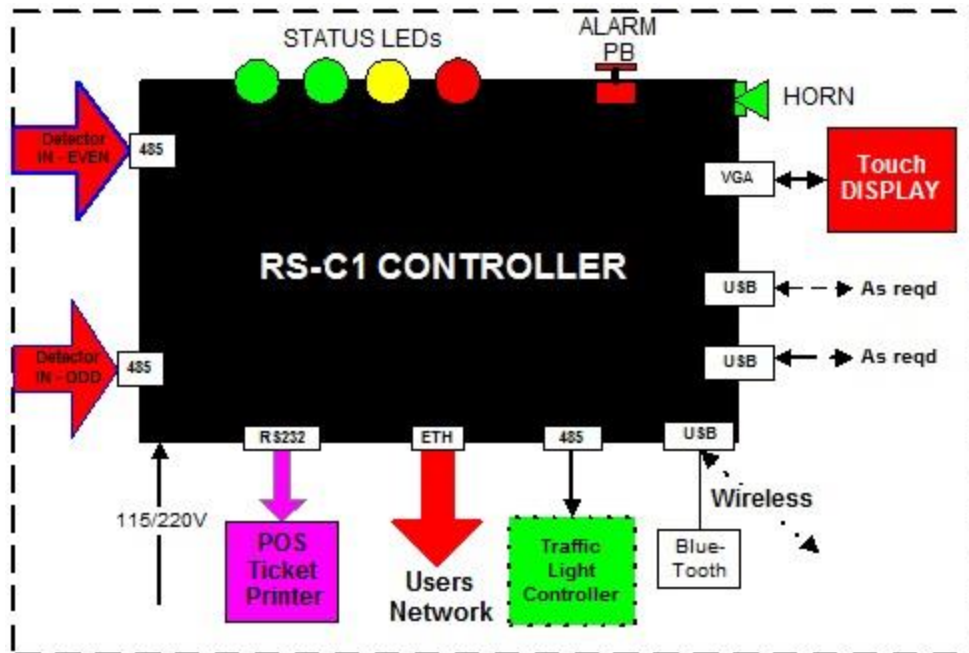 STATUS LEDs
ALARM
PB
HORN
Detector
IN - EVEN
485
VGA
Touch
DISPLAY
RS-C1 CONTROLLER
USB
As reqd
Detector
IN - ODD
485
USB
As reqd
RS232
ETH
485
USB
115/220V
POS
Ticket
Printer
Users
Network
Traffic
Light
Controller
Wireless
Blue-
Tooth